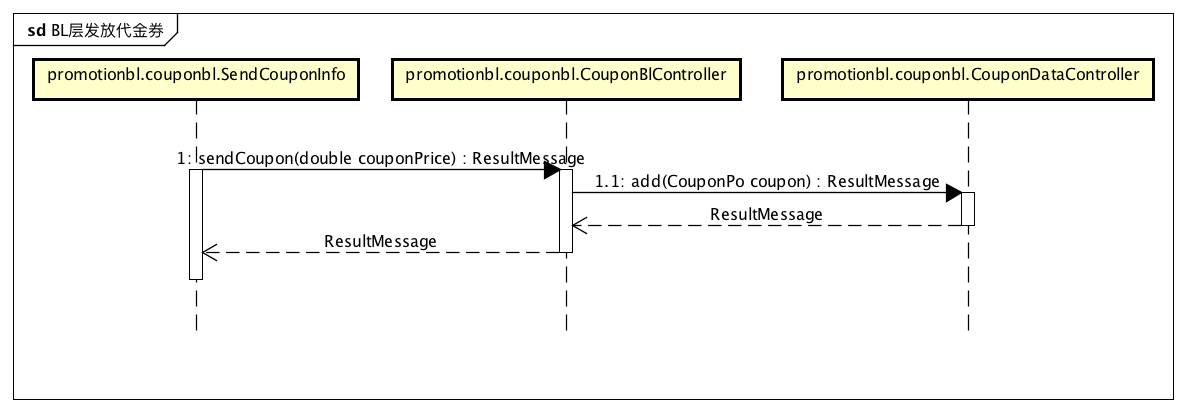 sd BL层发放代金券
promotionbl.couponbl.SendCouponInfo
promotionbl.couponbl.CouponBlController
promotionbl.couponbl.CouponDataController
1: sendCoupon(double couponPrice) : ResultMessage
1.1: add(CouponPo coupon) : ResultMessage
ResultMessage
ResultMessage